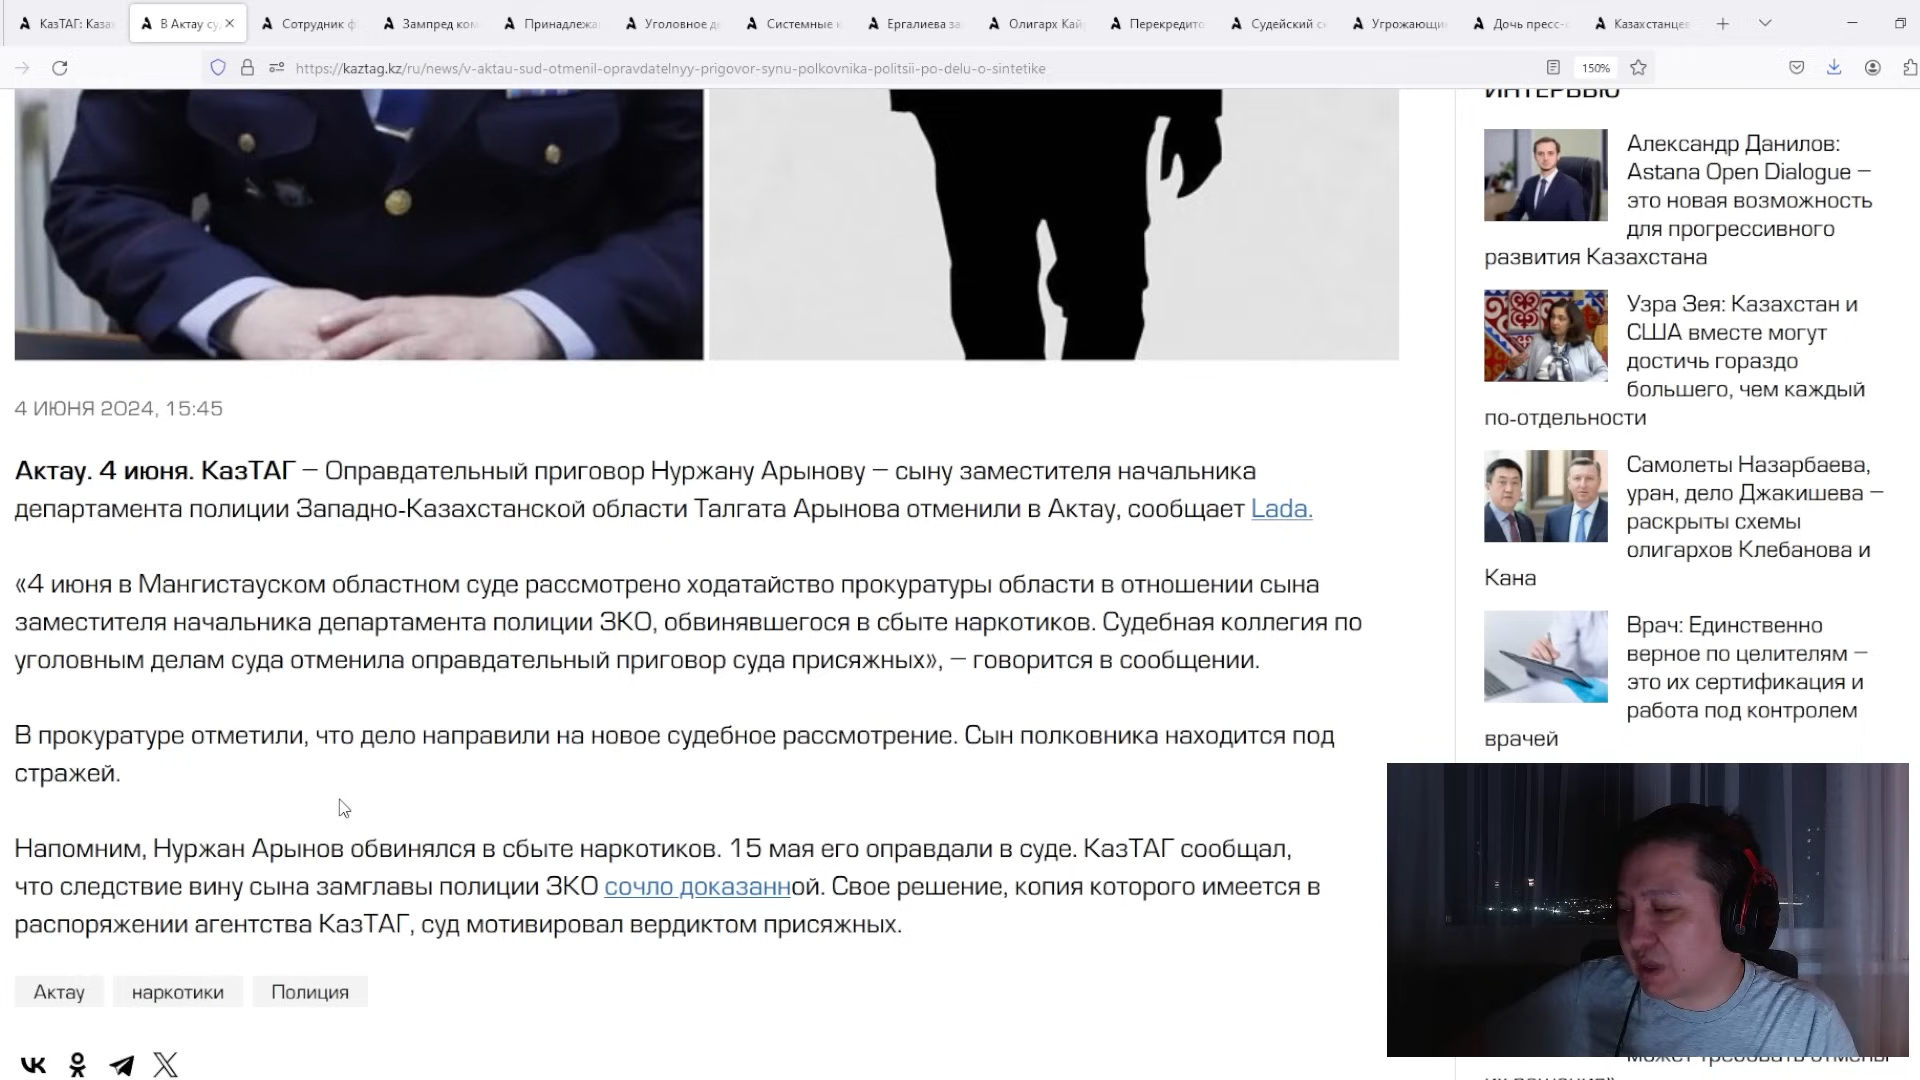 КазТАГ: Каза
В Актау су
Сотрудник ф
Зампред ком
Принадлежа
Уголовное де
Системные н
Ергалиева за
Олигарх Кай
Перекредито
Судейский с
Угрожающи
Дочь пресс-
Казахстанцев
https://kaztag.kz/ru/news/v-aktau-sud-otmenil-opravdatelnyy-prigovor-synu-polkovnika-politsii-po-delu-o-sintetike
150%
4 ИЮНЯ 2024, 15:45
Актау. 4 июня. КазТАГ – Оправдательный приговор Нуржану Арынову – сыну заместителя начальника
департамента полиции Западно-Казахстанской области Талгата Арынова отменили в Актау, сообщает Lada.
«4 июня в Мангистауском областном суде рассмотрено ходатайство прокуратуры области в отношении сына
заместителя начальника департамента полиции ЗКО, обвинявшегося в сбыте наркотиков. Судебная коллегия по
уголовным делам суда отменила оправдательный приговор суда присяжных», – говорится в сообщении.
В прокуратуре отметили, что дело направили на новое судебное рассмотрение. Сын полковника находится под
стражей.
Напомним, Нуржан Арынов обвинялся в сбыте наркотиков. 15 мая его оправдали в суде. КазТАГ сообщал,
что следствие вину сына замглавы полиции ЗКО сочло доказанной. Свое решение, копия которого имеется в
распоряжении агентства КазТАГ, суд мотивировал вердиктом присяжных.
Актау
наркотики
Полиция
ИНТЕРВЬЮ
Александр Данилов:
Astana Open Dialogue –
это новая возможность
для прогрессивного
развития Казахстана
Узра Зея: Казахстан и
США вместе могут
достичь гораздо
большего, чем каждый
по-отдельности
Самолеты Назарбаева,
уран, дело Джакишева –
раскрыты схемы
олигархов Клебанова и
Кана
Врач: Единственно
верное по целителям –
это их сертификация и
работа под контролем
врачей